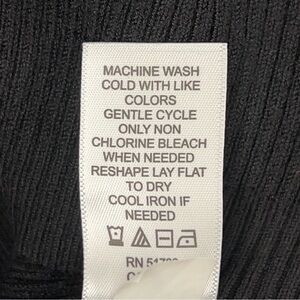 MACHINE WASH
COLD WITH LIKE
COLORS
GENTLE CYCLE
ONLY NON
CHLORINE BLEACH
WHEN NEEDED
RESHAPE LAY FLAT
TO DRY
COOL IRON IF
NEEDED
RN